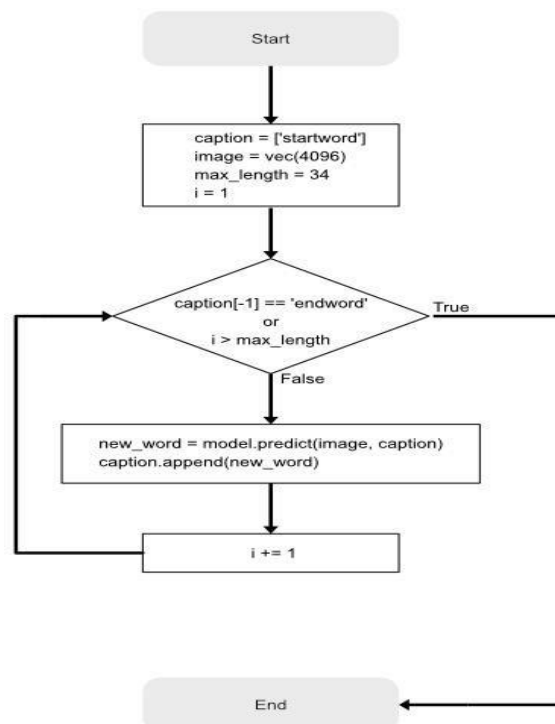 Start
caption = ['startword']
image = vec(4096)
max_length = 34
i = 1
caption[-1] == 'endword'
or
i > max_length
True
False
new_word = model.predict(image, caption)
caption.append(new_word)
i += 1
End